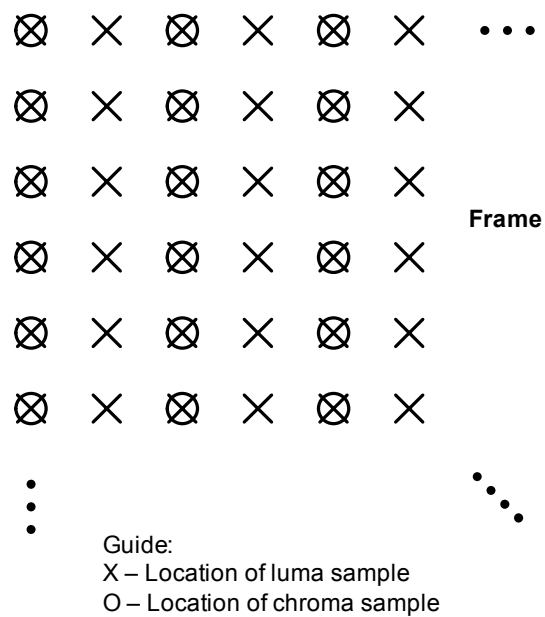 Frame
Guide:
X – Location of luma sample
O – Location of chroma sample